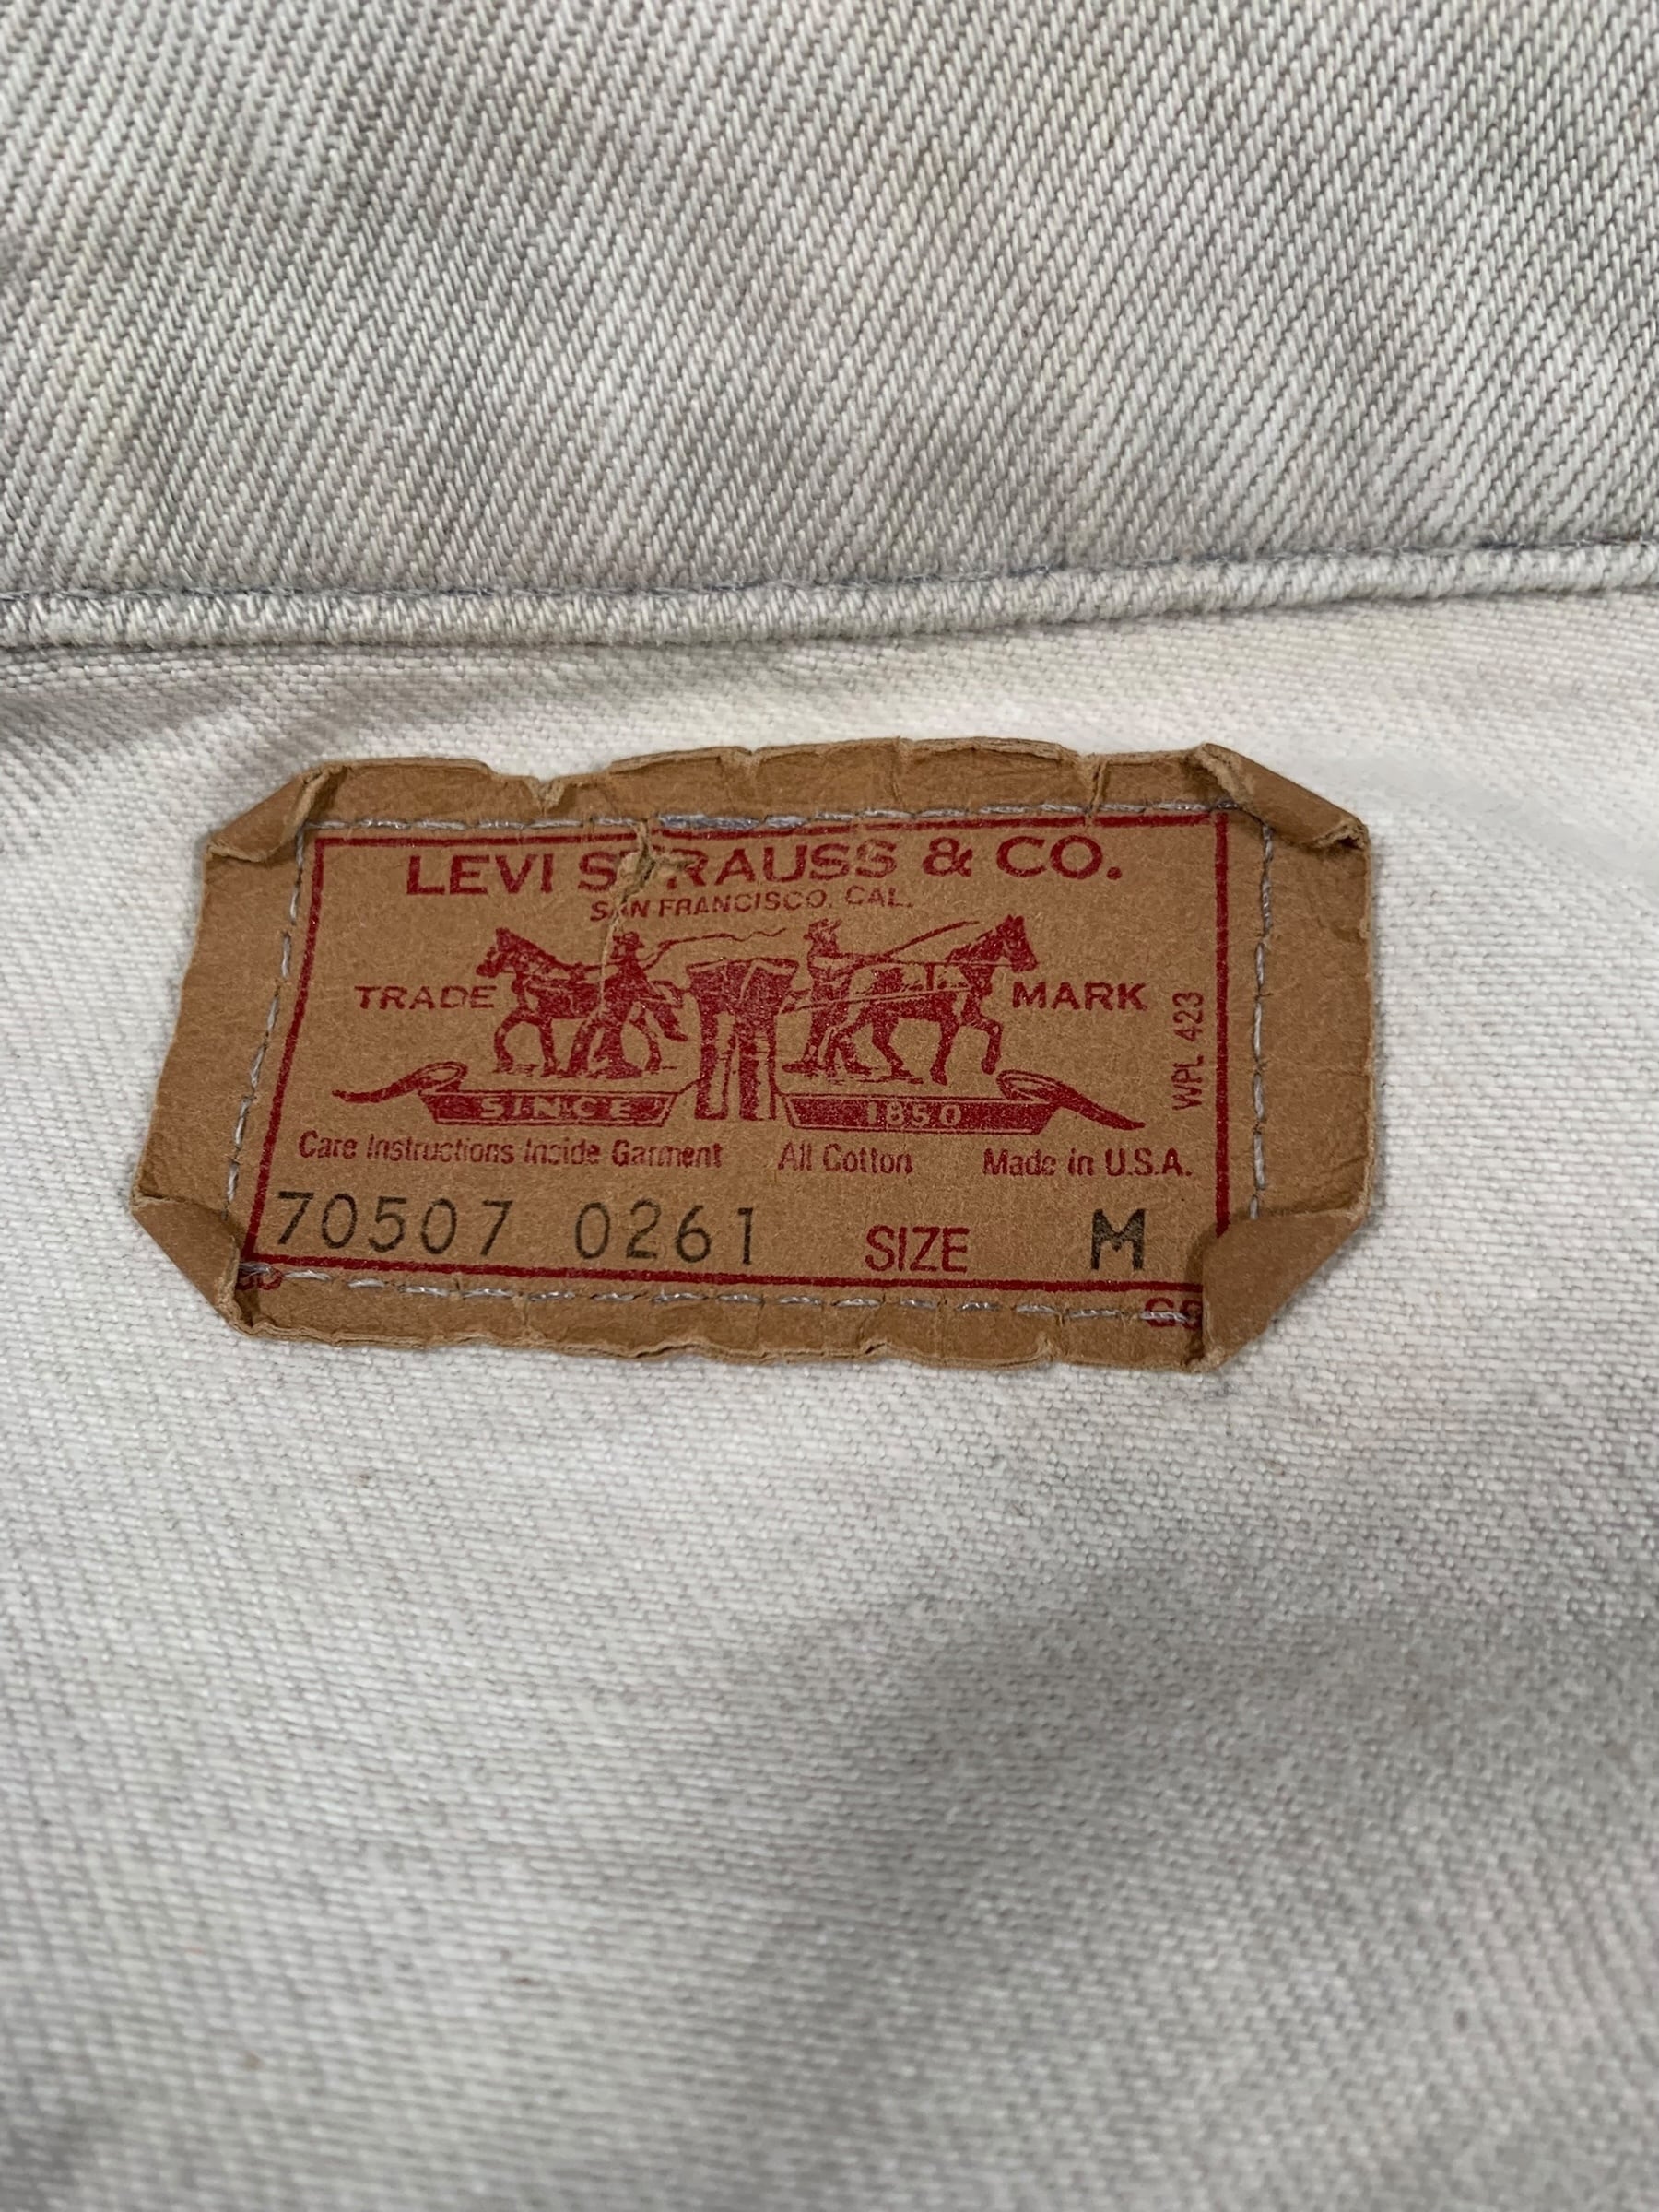 LEVI STRAUSS & CO.
SAN FRANCISCO. CAL.
TRADE MARK
WPL 423
SINCE 1850
Care Instructions Inside Garment All Cotton Made in U.S.A.
70507 0261 SIZE M